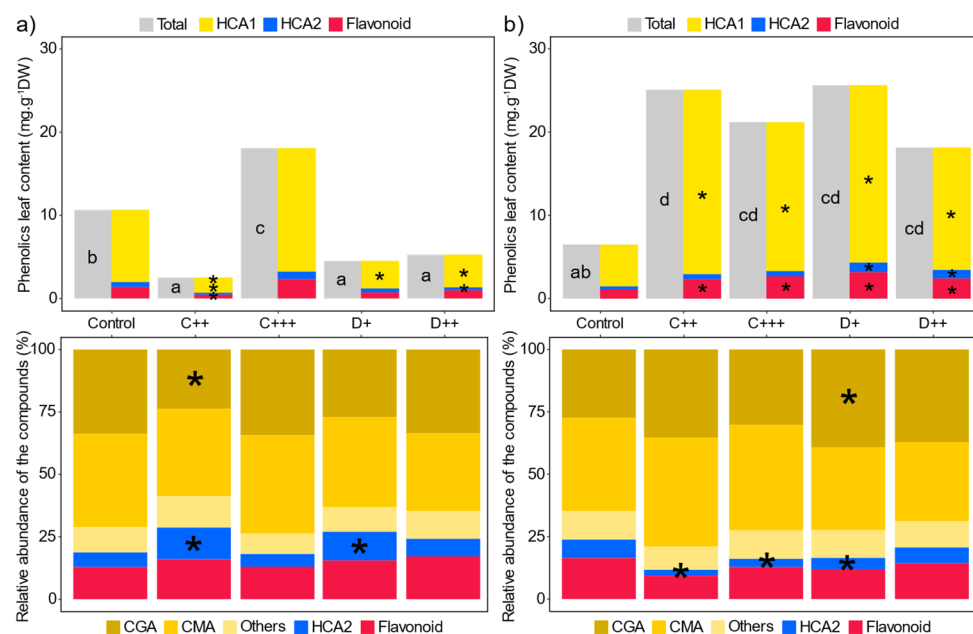 a)
Total HCA1 HCA2 Flavonoid
Phenolics leaf content (mg.g⁻¹DW)
30
20
10
0
b
a
c
a
a
*
*
*
*
*
*
Control C++ C+++ D+ D++
Relative abundance of the compounds (%)
100
75
50
25
0
*
*
*
CGA CMA Others HCA2 Flavonoid
b)
Total HCA1 HCA2 Flavonoid
Phenolics leaf content (mg.g⁻¹DW)
30
20
10
0
ab
d
cd
cd
cd
*
*
*
*
*
*
*
*
*
*
Control C++ C+++ D+ D++
Relative abundance of the compounds (%)
100
75
50
25
0
*
*
*
*
CGA CMA Others HCA2 Flavonoid